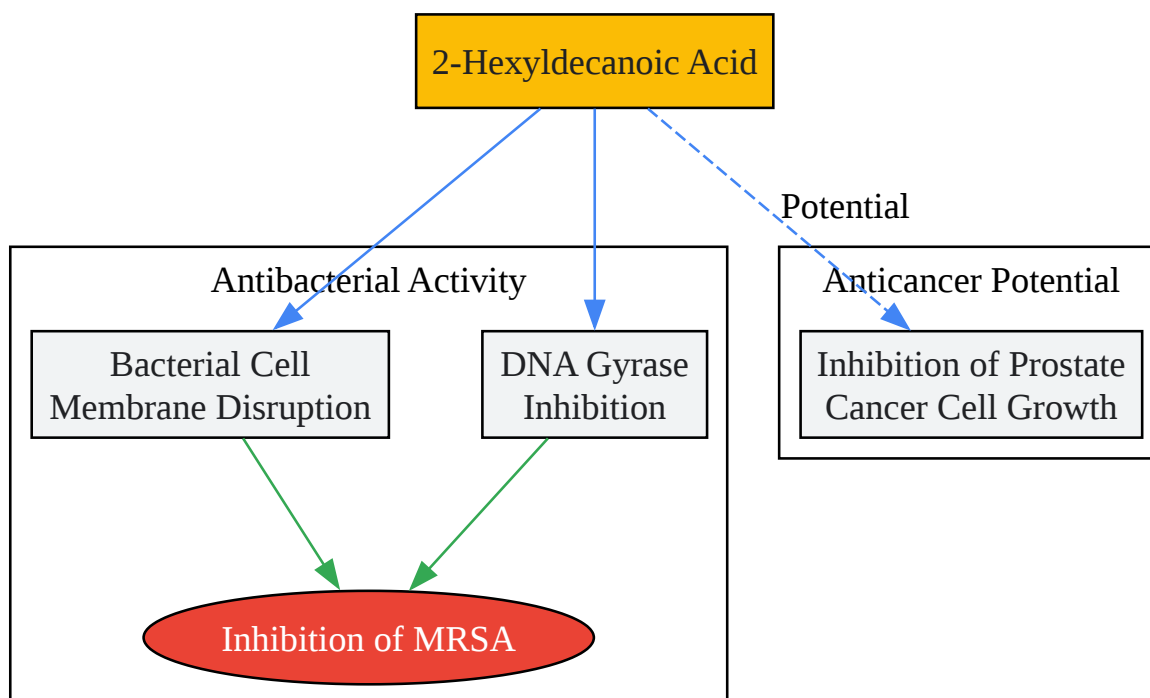 2-Hexyldecanoic Acid
Potential
Antibacterial Activity
Anticancer Potential
Bacterial Cell
Membrane Disruption
DNA Gyrase
Inhibition
Inhibition of Prostate
Cancer Cell Growth
Inhibition of MRSA